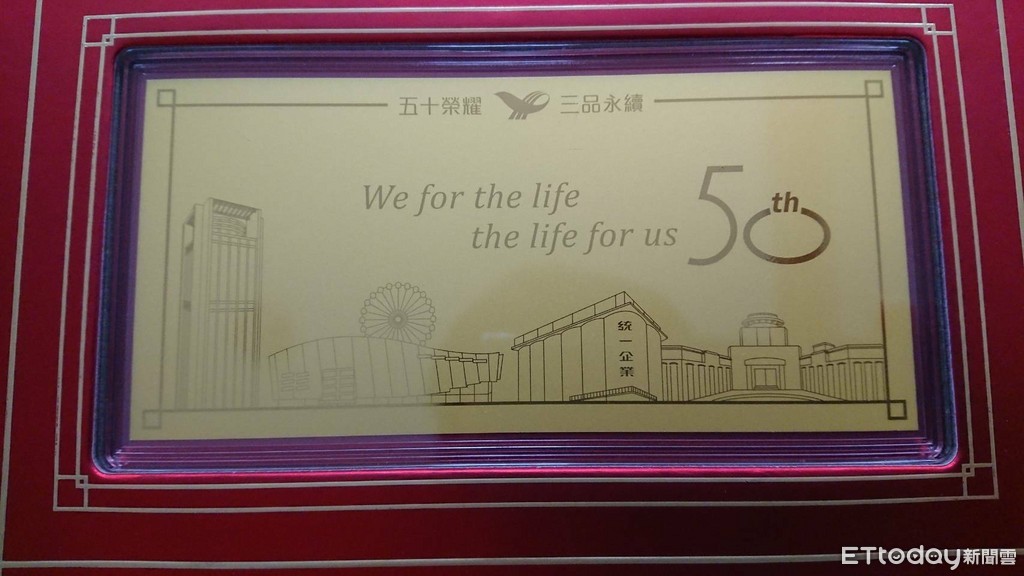 五十榮耀 三品永續
We for the life
the life for us
50th
統一企業
ETtoday新聞雲